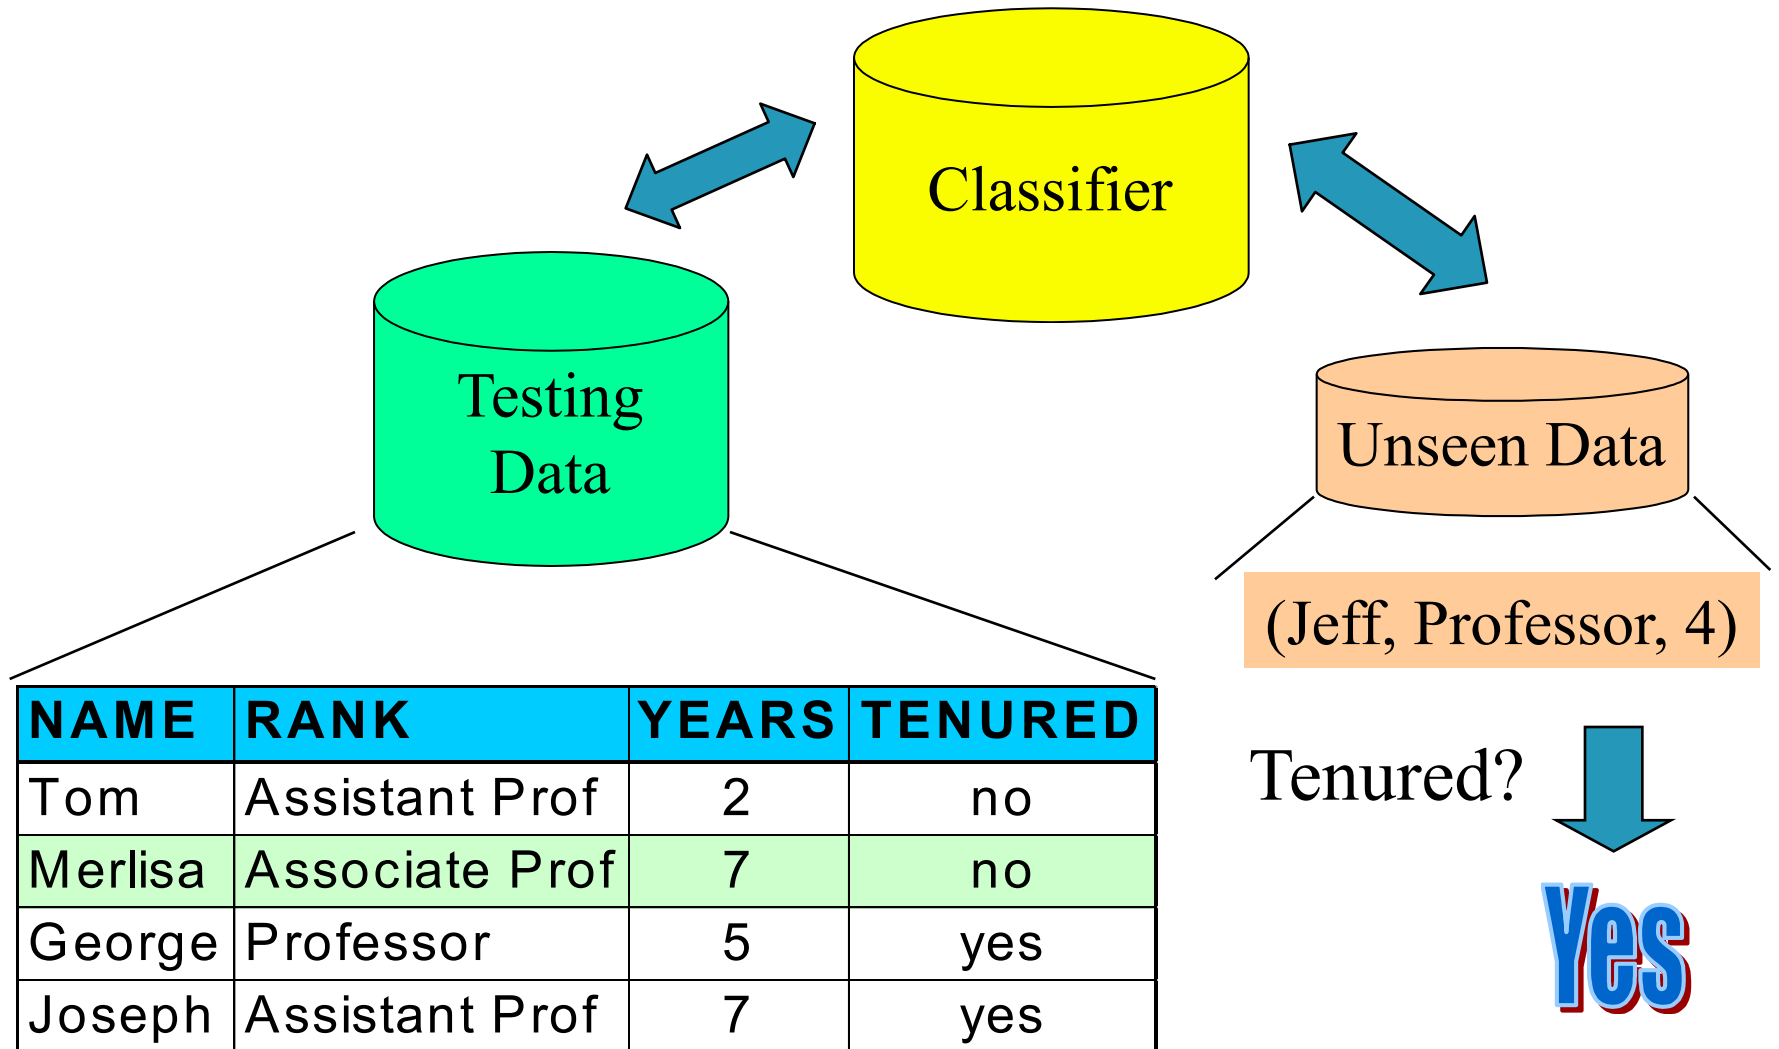 Classifier
Testing
Data
Unseen Data
(Jeff, Professor, 4)
NAME RANK YEARS TENURED
Tom Assistant Prof 2 no
Merlisa Associate Prof 7 no
George Professor 5 yes
Joseph Assistant Prof 7 yes
Tenured?
Yes